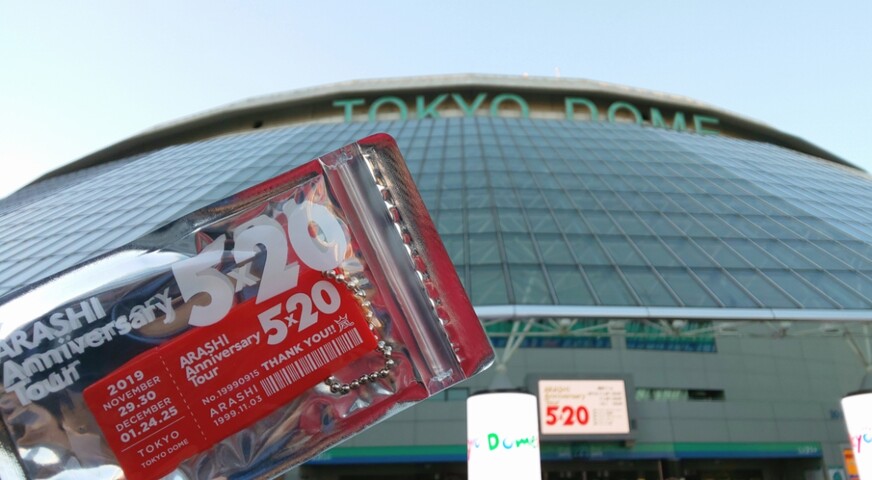 TOKYO DOME
ARASHI
Anniversary
Tour
5×20
2019
NOVEMBER
29.30
DECEMBER
01.24.25
TOKYO
TOKYO DOME
ARASHI
Anniversary
Tour
5×20
THANK YOU!!
No.19990915
ARASHI
1999.11.03
5×20
Dome